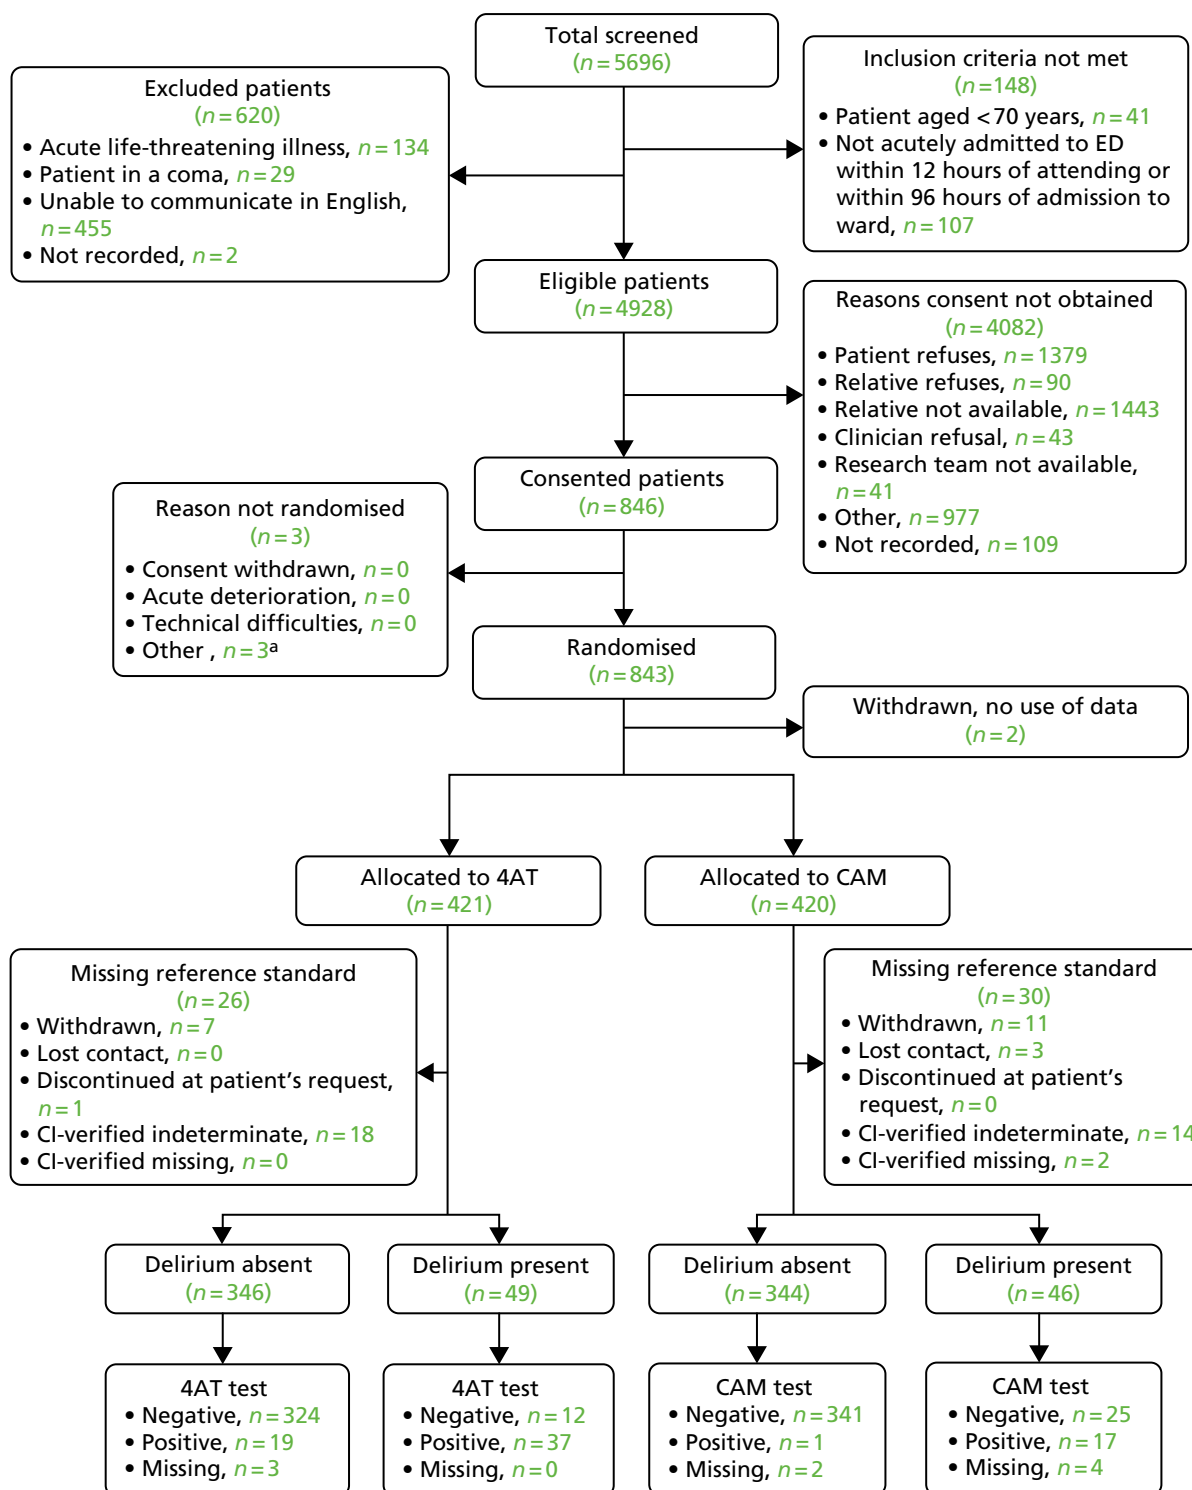 Total screened
(n=5696)
Inclusion criteria not met
(n=148)
• Patient aged <70 years, n=41
• Not acutely admitted to ED
within 12 hours of attending or
within 96 hours of admission to
ward, n=107
Excluded patients
(n=620)
• Acute life-threatening illness, n=134
• Patient in a coma, n=29
• Unable to communicate in English,
n=455
• Not recorded, n=2
Eligible patients
(n=4928)
Reasons consent not obtained
(n=4082)
• Patient refuses, n=1379
• Relative refuses, n=90
• Relative not available, n=1443
• Clinician refusal, n=43
• Research team not available,
n=41
• Other, n=977
• Not recorded, n=109
Consented patients
(n=846)
Reason not randomised
(n=3)
• Consent withdrawn, n=0
• Acute deterioration, n=0
• Technical difficulties, n=0
• Other , n=3a
Randomised
(n=843)
Withdrawn, no use of data
(n=2)
Allocated to 4AT
(n=421)
Allocated to CAM
(n=420)
Missing reference standard
(n=26)
• Withdrawn, n=7
• Lost contact, n=0
• Discontinued at patient's request,
n=1
• CI-verified indeterminate, n=18
• CI-verified missing, n=0
Missing reference standard
(n=30)
• Withdrawn, n=11
• Lost contact, n=3
• Discontinued at patient's
request, n=0
• CI-verified indeterminate, n=14
• CI-verified missing, n=2
Delirium absent
(n=346)
Delirium present
(n=49)
Delirium absent
(n=344)
Delirium present
(n=46)
4AT test
• Negative, n=324
• Positive, n=19
• Missing, n=3
4AT test
• Negative, n=12
• Positive, n=37
• Missing, n=0
CAM test
• Negative, n=341
• Positive, n=1
• Missing, n=2
CAM test
• Negative, n=25
• Positive, n=17
• Missing, n=4